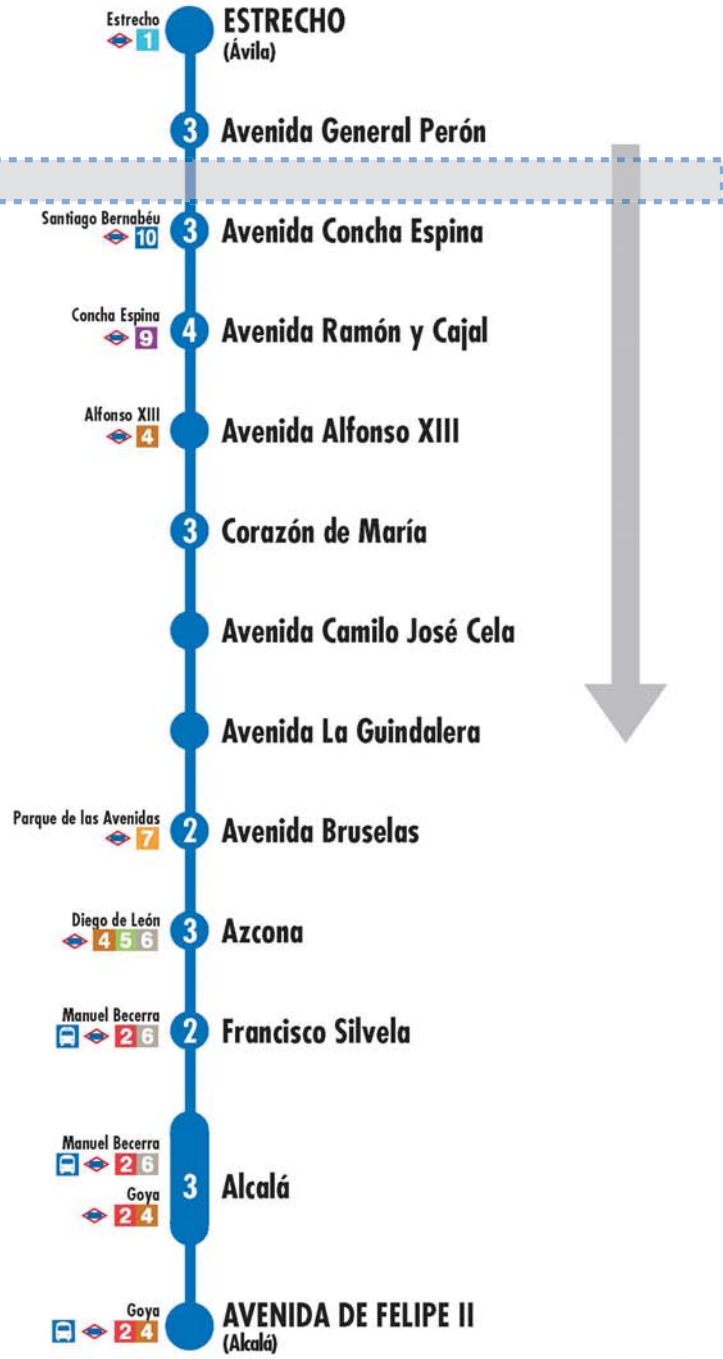 Estrecho
1
ESTRECHO
(Ávila)
3 Avenida General Perón
Santiago Bernabéu
10
3 Avenida Concha Espina
Concha Espina
9
4 Avenida Ramón y Cajal
Alfonso XIII
4
Avenida Alfonso XIII
3 Corazón de María
Avenida Camilo José Cela
Avenida La Guindalera
Parque de las Avenidas
7
2 Avenida Bruselas
Diego de León
4 5 6
3 Azcona
Manuel Becerra
2 6
2 Francisco Silvela
Manuel Becerra
2 6
Goya
2 4
3 Alcalá
Goya
2 4
AVENIDA DE FELIPE II
(Alcalá)